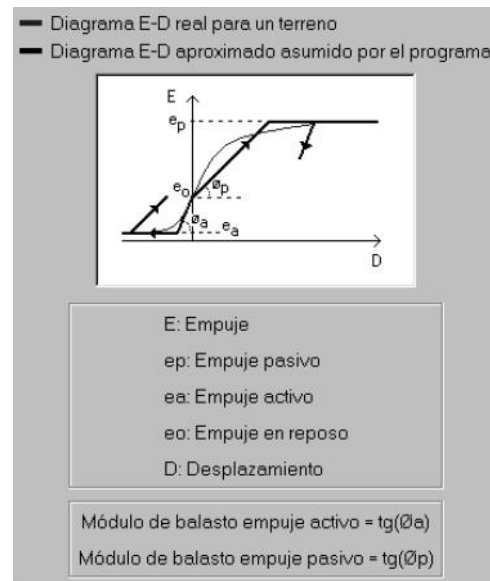 Diagrama E-D real para un terreno
Diagrama E-D aproximado asumido por el programa
E
ep
eo
Øp
Øa
ea
D
E: Empuje
ep: Empuje pasivo
ea: Empuje activo
eo: Empuje en reposo
D: Desplazamiento
Módulo de balasto empuje activo = tg(Øa)
Módulo de balasto empuje pasivo = tg(Øp)